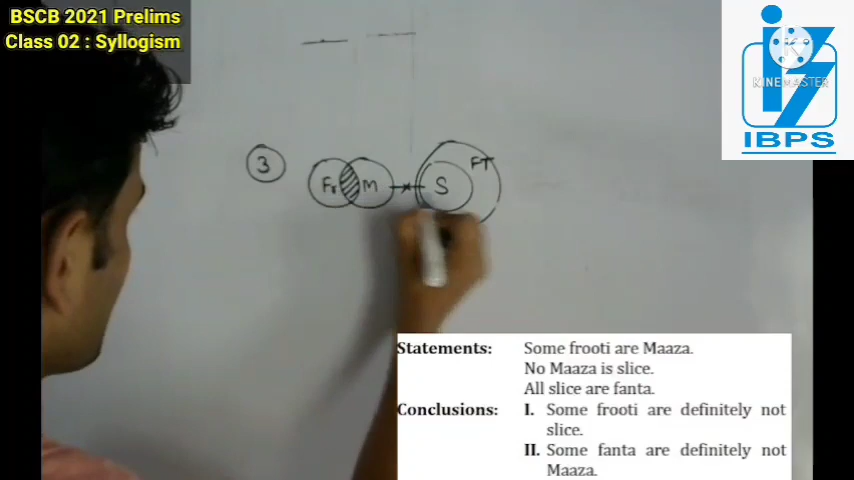 BSCB 2021 Prelims
Class 02 : Syllogism
KINEMASTER
IBPS
3
Fr M S FT
Statements: Some frooti are Maaza.
No Maaza is slice.
All slice are fanta.
Conclusions: I. Some frooti are definitely not
slice.
II. Some fanta are definitely not
Maaza.